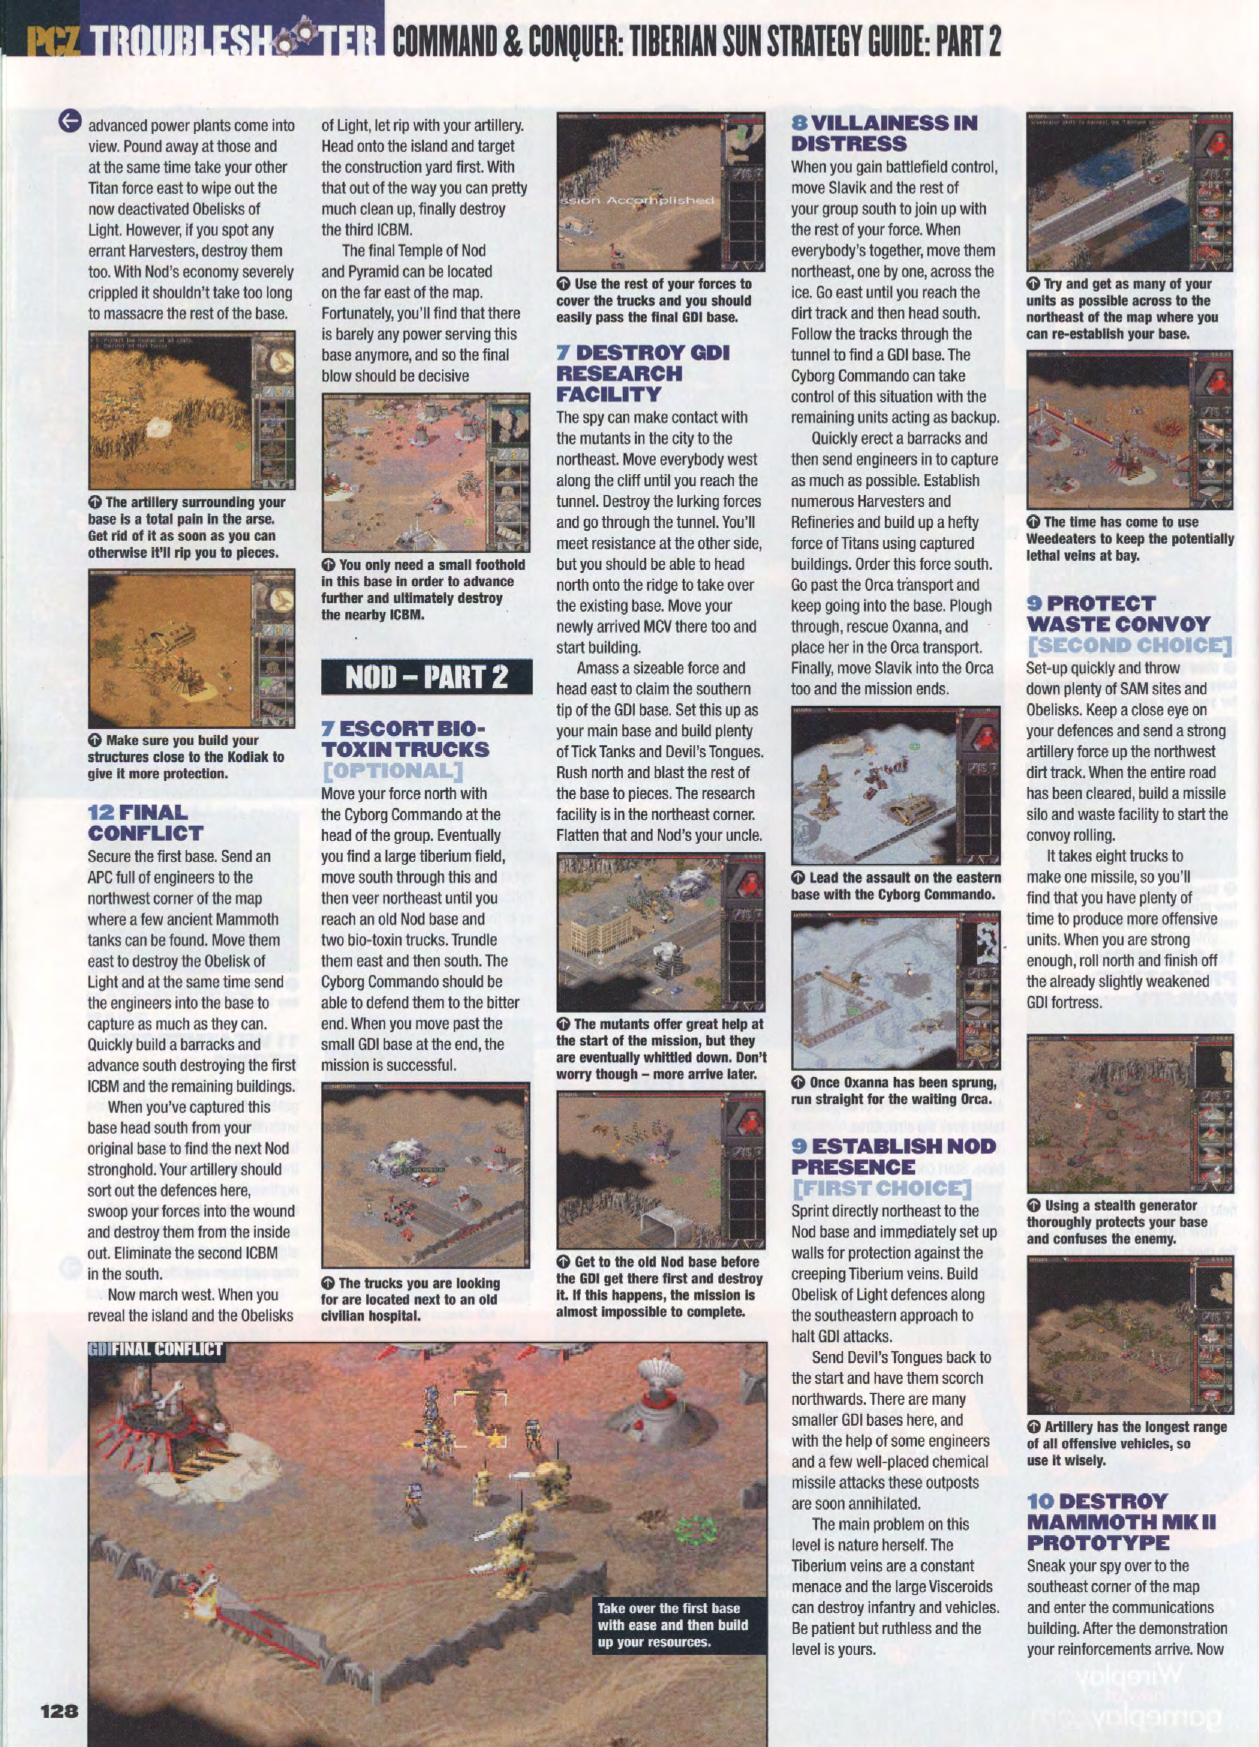 PCZ TROUBLESHOOTER COMMAND & CONQUER: TIBERIAN SUN STRATEGY GUIDE: PART 2
advanced power plants come into
view. Pound away at those and
at the same time take your other
Titan force east to wipe out the
now deactivated Obelisks of
Light. However, if you spot any
errant Harvesters, destroy them
too. With Nod's economy severely
crippled it shouldn't take too long
to massacre the rest of the base.
The artillery surrounding your
base is a total pain in the arse.
Get rid of it as soon as you can
otherwise it'll rip you to pieces.
Make sure you build your
structures close to the Kodiak to
give it more protection.
12 FINAL
CONFLICT
Secure the first base. Send an
APC full of engineers to the
northwest corner of the map
where a few ancient Mammoth
tanks can be found. Move them
east to destroy the Obelisk of
Light and at the same time send
the engineers into the base to
capture as much as they can.
Quickly build a barracks and
advance south destroying the first
ICBM and the remaining buildings.
When you've captured this
base head south from your
original base to find the next Nod
stronghold. Your artillery should
sort out the defences here,
swoop your forces into the wound
and destroy them from the inside
out. Eliminate the second ICBM
in the south.
Now march west. When you
reveal the island and the Obelisks
of Light, let rip with your artillery.
Head onto the island and target
the construction yard first. With
that out of the way you can pretty
much clean up, finally destroy
the third ICBM.
The final Temple of Nod
and Pyramid can be located
on the far east of the map.
Fortunately, you'll find that there
is barely any power serving this
base anymore, and so the final
blow should be decisive
You only need a small foothold
in this base in order to advance
further and ultimately destroy
the nearby ICBM.
NOD – PART 2
7 ESCORT BIO-
TOXIN TRUCKS
[OPTIONAL]
Move your force north with
the Cyborg Commando at the
head of the group. Eventually
you find a large tiberium field,
move south through this and
then veer northeast until you
reach an old Nod base and
two bio-toxin trucks. Trundle
them east and then south. The
Cyborg Commando should be
able to defend them to the bitter
end. When you move past the
small GDI base at the end, the
mission is successful.
The trucks you are looking
for are located next to an old
civilian hospital.
ssion Accomplished
Use the rest of your forces to
cover the trucks and you should
easily pass the final GDI base.
7 DESTROY GDI
RESEARCH
FACILITY
The spy can make contact with
the mutants in the city to the
northeast. Move everybody west
along the cliff until you reach the
tunnel. Destroy the lurking forces
and go through the tunnel. You'll
meet resistance at the other side,
but you should be able to head
north onto the ridge to take over
the existing base. Move your
newly arrived MCV there too and
start building.
Amass a sizeable force and
head east to claim the southern
tip of the GDI base. Set this up as
your main base and build plenty
of Tick Tanks and Devil's Tongues.
Rush north and blast the rest of
the base to pieces. The research
facility is in the northeast corner.
Flatten that and Nod's your uncle.
The mutants offer great help at
the start of the mission, but they
are eventually whittled down. Don't
worry though – more arrive later.
Get to the old Nod base before
the GDI get there first and destroy
it. If this happens, the mission is
almost impossible to complete.
8 VILLAINESS IN
DISTRESS
When you gain battlefield control,
move Slavik and the rest of
your group south to join up with
the rest of your force. When
everybody's together, move them
northeast, one by one, across the
ice. Go east until you reach the
dirt track and then head south.
Follow the tracks through the
tunnel to find a GDI base. The
Cyborg Commando can take
control of this situation with the
remaining units acting as backup.
Quickly erect a barracks and
then send engineers in to capture
as much as possible. Establish
numerous Harvesters and
Refineries and build up a hefty
force of Titans using captured
buildings. Order this force south.
Go past the Orca transport and
keep going into the base. Plough
through, rescue Oxanna, and
place her in the Orca transport.
Finally, move Slavik into the Orca
too and the mission ends.
Lead the assault on the eastern
base with the Cyborg Commando.
Once Oxanna has been sprung,
run straight for the waiting Orca.
9 ESTABLISH NOD
PRESENCE
[FIRST CHOICE]
Sprint directly northeast to the
Nod base and immediately set up
walls for protection against the
creeping Tiberium veins. Build
Obelisk of Light defences along
the southeastern approach to
halt GDI attacks.
Send Devil's Tongues back to
the start and have them scorch
northwards. There are many
smaller GDI bases here, and
with the help of some engineers
and a few well-placed chemical
missile attacks these outposts
are soon annihilated.
The main problem on this
level is nature herself. The
Tiberium veins are a constant
menace and the large Visceroids
can destroy infantry and vehicles.
Be patient but ruthless and the
level is yours.
Try and get as many of your
units as possible across to the
northeast of the map where you
can re-establish your base.
The time has come to use
Weedeaters to keep the potentially
lethal veins at bay.
9 PROTECT
WASTE CONVOY
[SECOND CHOICE]
Set-up quickly and throw
down plenty of SAM sites and
Obelisks. Keep a close eye on
your defences and send a strong
artillery force up the northwest
dirt track. When the entire road
has been cleared, build a missile
silo and waste facility to start the
convoy rolling.
It takes eight trucks to
make one missile, so you'll
find that you have plenty of
time to produce more offensive
units. When you are strong
enough, roll north and finish off
the already slightly weakened
GDI fortress.
Using a stealth generator
thoroughly protects your base
and confuses the enemy.
Artillery has the longest range
of all offensive vehicles, so
use it wisely.
10 DESTROY
MAMMOTH MK II
PROTOTYPE
Sneak your spy over to the
southeast corner of the map
and enter the communications
building. After the demonstration
your reinforcements arrive. Now
GDI FINAL CONFLICT
Take over the first base
with ease and then build
up your resources.
128